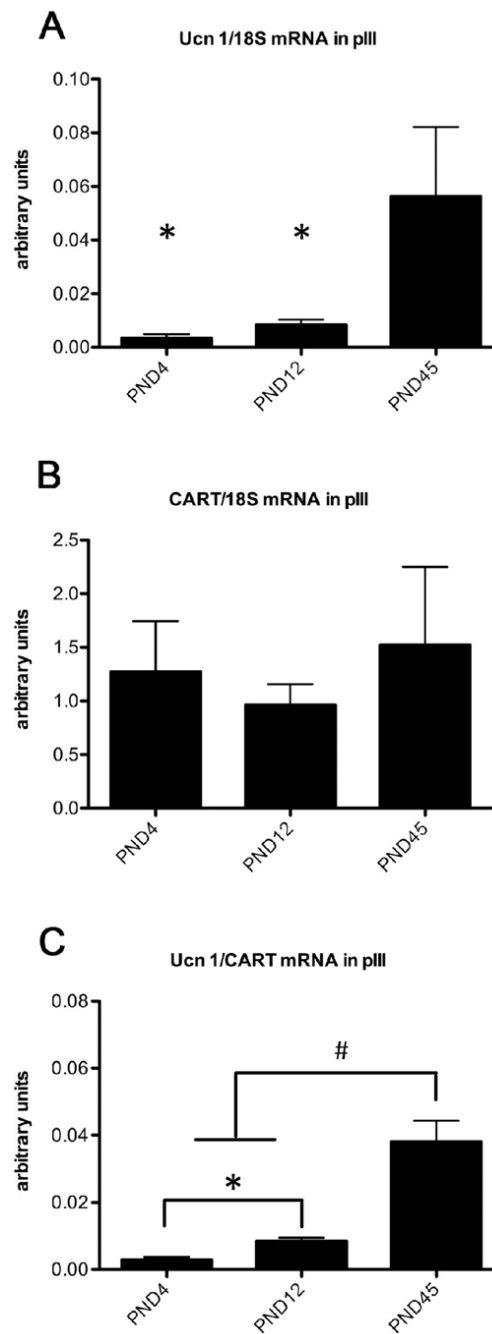 A
Ucn 1/18S mRNA in pIII
arbitrary units
0.10
0.08
0.06
0.04
0.02
0.00
*
*
PND4
PND12
PND45
B
CART/18S mRNA in pIII
arbitrary units
2.5
2.0
1.5
1.0
0.5
0.0
PND4
PND12
PND45
C
Ucn 1/CART mRNA in pIII
arbitrary units
0.08
0.06
0.04
0.02
0.00
#
*
PND4
PND12
PND45